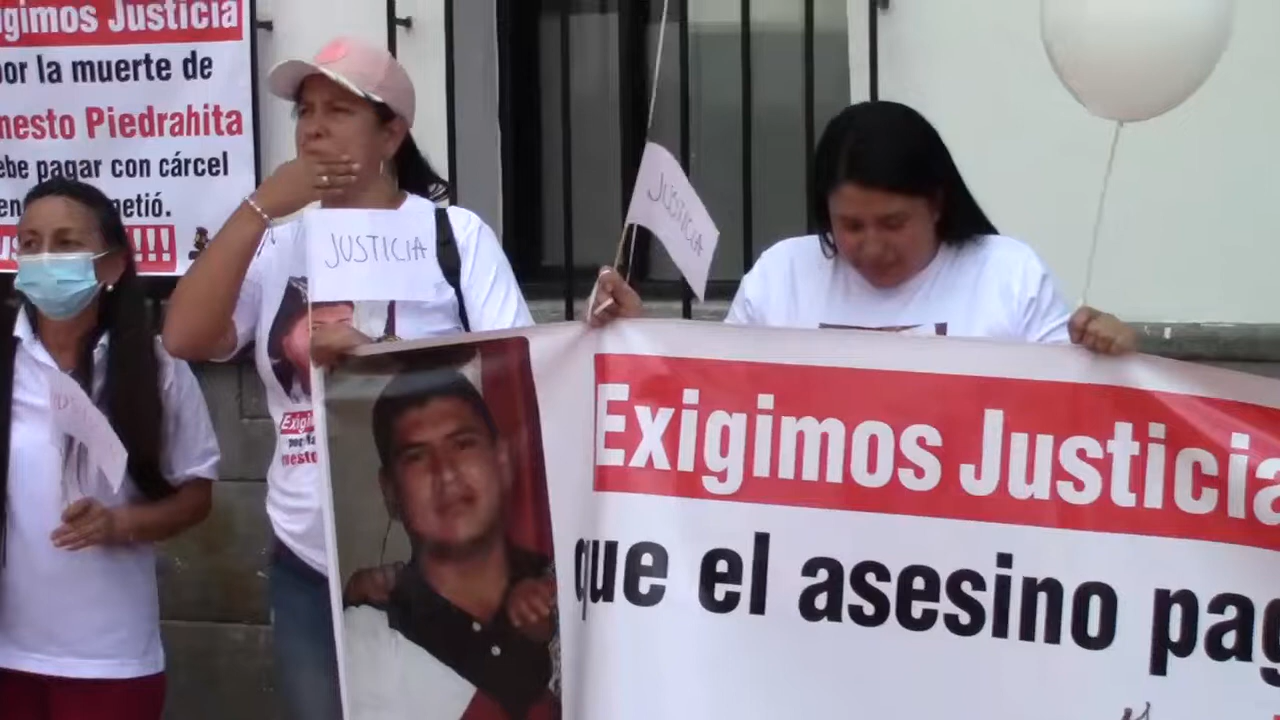 Exigimos Justicia
por la muerte de
nesto Piedrahita
ebe pagar con cárcel
metió.
!!!
JUSTICIA
JUSTICIA
Exigimos Justicia
que el asesino pag